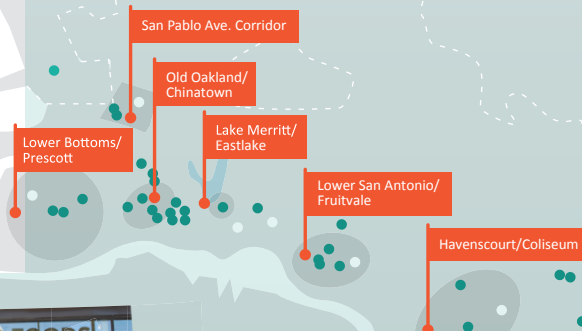 San Pablo Ave. Corridor
Old Oakland/
Chinatown
Lake Merritt/
Eastlake
Lower Bottoms/
Prescott
Lower San Antonio/
Fruitvale
Havenscourt/Coliseum
FOODS